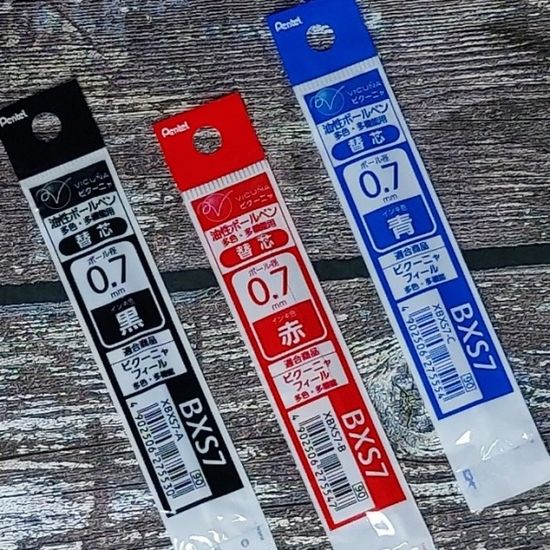 Pentel
VICUÑA
ビクーニャ
油性ボールペン
多色・多機能用
替芯
ボール径
0.7
mm
インキ色
黒
適合商品
ビクーニャ
フィール
多色・多機能
BXS7
XBXS7-A
4902506277530
90
Pentel
VICUÑA
ビクーニャ
油性ボールペン
多色・多機能用
替芯
ボール径
0.7
mm
インキ色
赤
適合商品
ビクーニャ
フィール
多色・多機能
BXS7
XBXS7-B
4902506277547
90
Pentel
VICUÑA
ビクーニャ
油性ボールペン
多色・多機能用
替芯
ボール径
0.7
mm
インキ色
青
適合商品
ビクーニャ
フィール
多色・多機能
BXS7
XBXS7-C
4902506277554
90